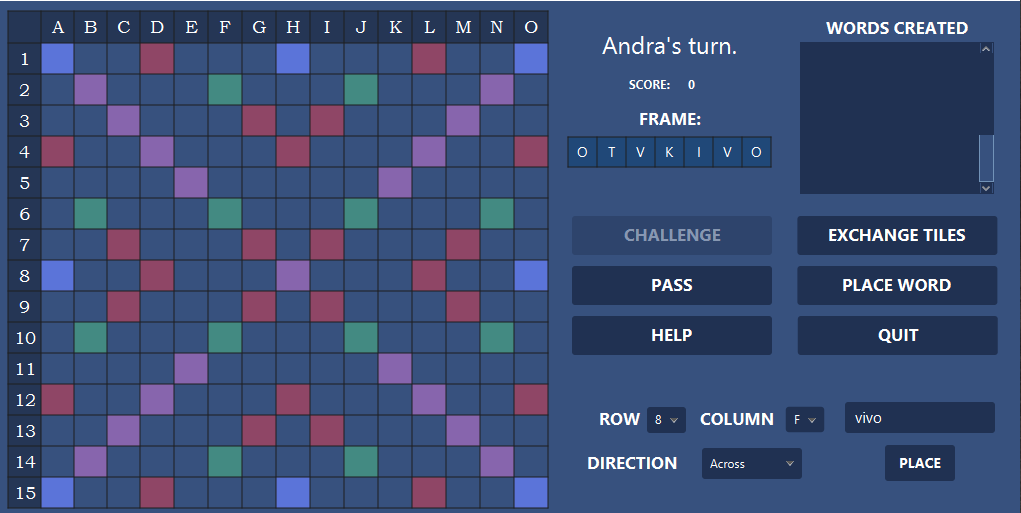 A B C D E F G H I J K L M N O
1
2
3
4
5
6
7
8
9
10
11
12
13
14
15
Andra's turn.
SCORE: 0
FRAME:
O T V K I V O
WORDS CREATED
CHALLENGE EXCHANGE TILES
PASS PLACE WORD
HELP QUIT
ROW 8 COLUMN F vivo
DIRECTION Across PLACE